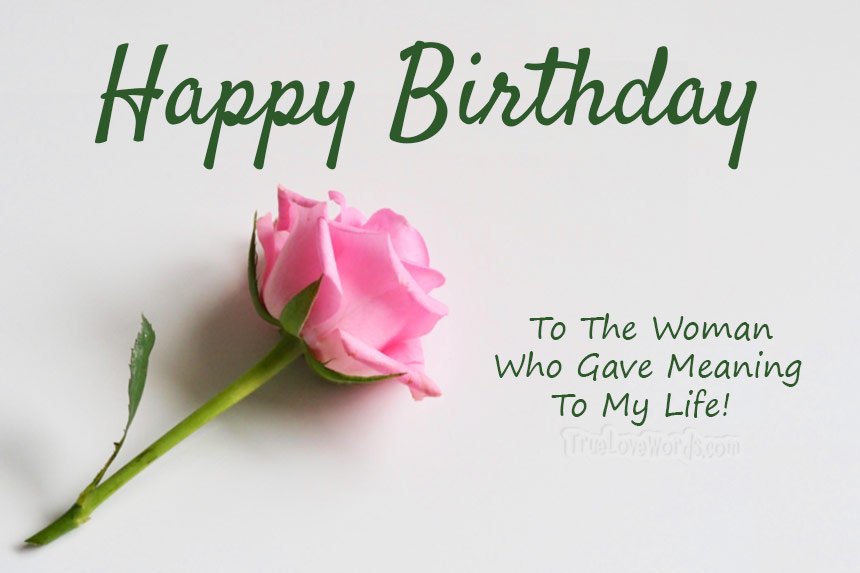 Happy Birthday
To The Woman
Who Gave Meaning
To My Life!
TrueLoveWords.com